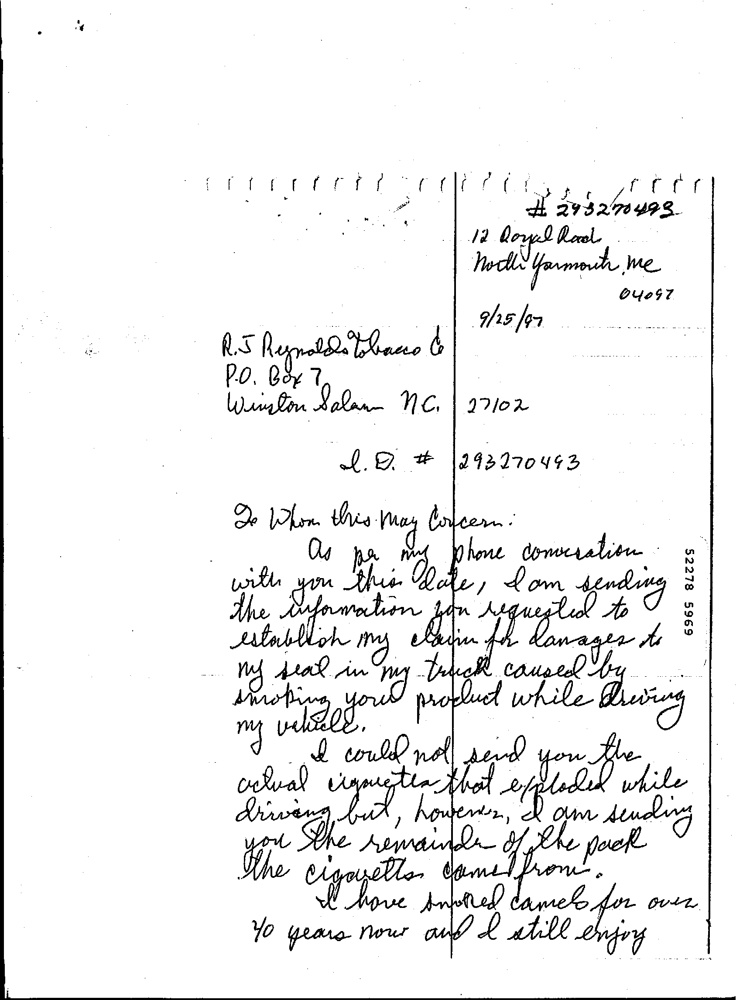 # 293270493
12 Royal Road
North Yarmouth, Me
04097
9/25/97
R.J Reynolds Tobacco Co
P.O. Box 7
Winston Salam N.C. 27102
I.D. # 293270493
To Whom this May Concern:
As per my phone conversation
with you this date, I am sending
the information you requested to
establish my claim for damages to
my seat in my truck caused by
smoking your product while driving
my vehicle.
I could not send you the
actual cigarettes that exploded while
driving but, however, I am sending
you the remainder of the pack
the cigaretts came from.
I have smoked camels for over
40 years now and I still enjoy
52278 5969